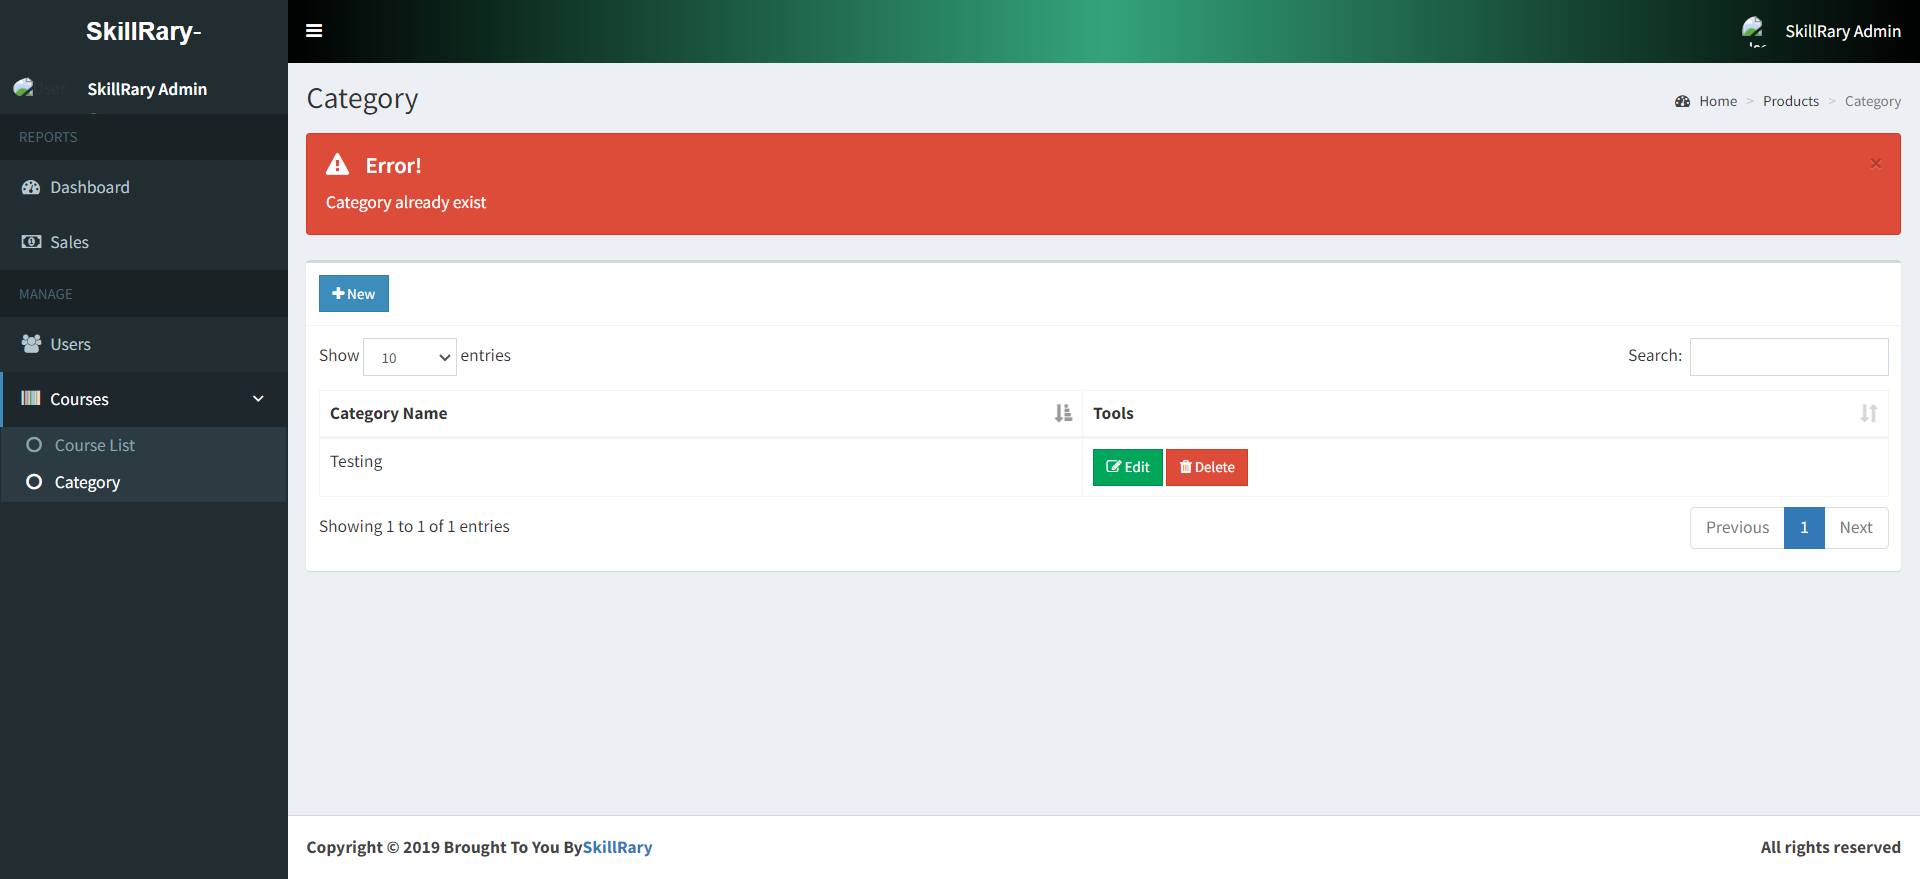 SkillRary-
SkillRary Admin
SkillRary Admin
REPORTS
Dashboard
Sales
MANAGE
Users
Courses
Course List
Category
Category
Home > Products > Category
Error!
×
Category already exist
New
Show 10 entries
Search:
Category Name Tools
Testing Edit Delete
Showing 1 to 1 of 1 entries
Previous 1 Next
Copyright © 2019 Brought To You BySkillRary
All rights reserved